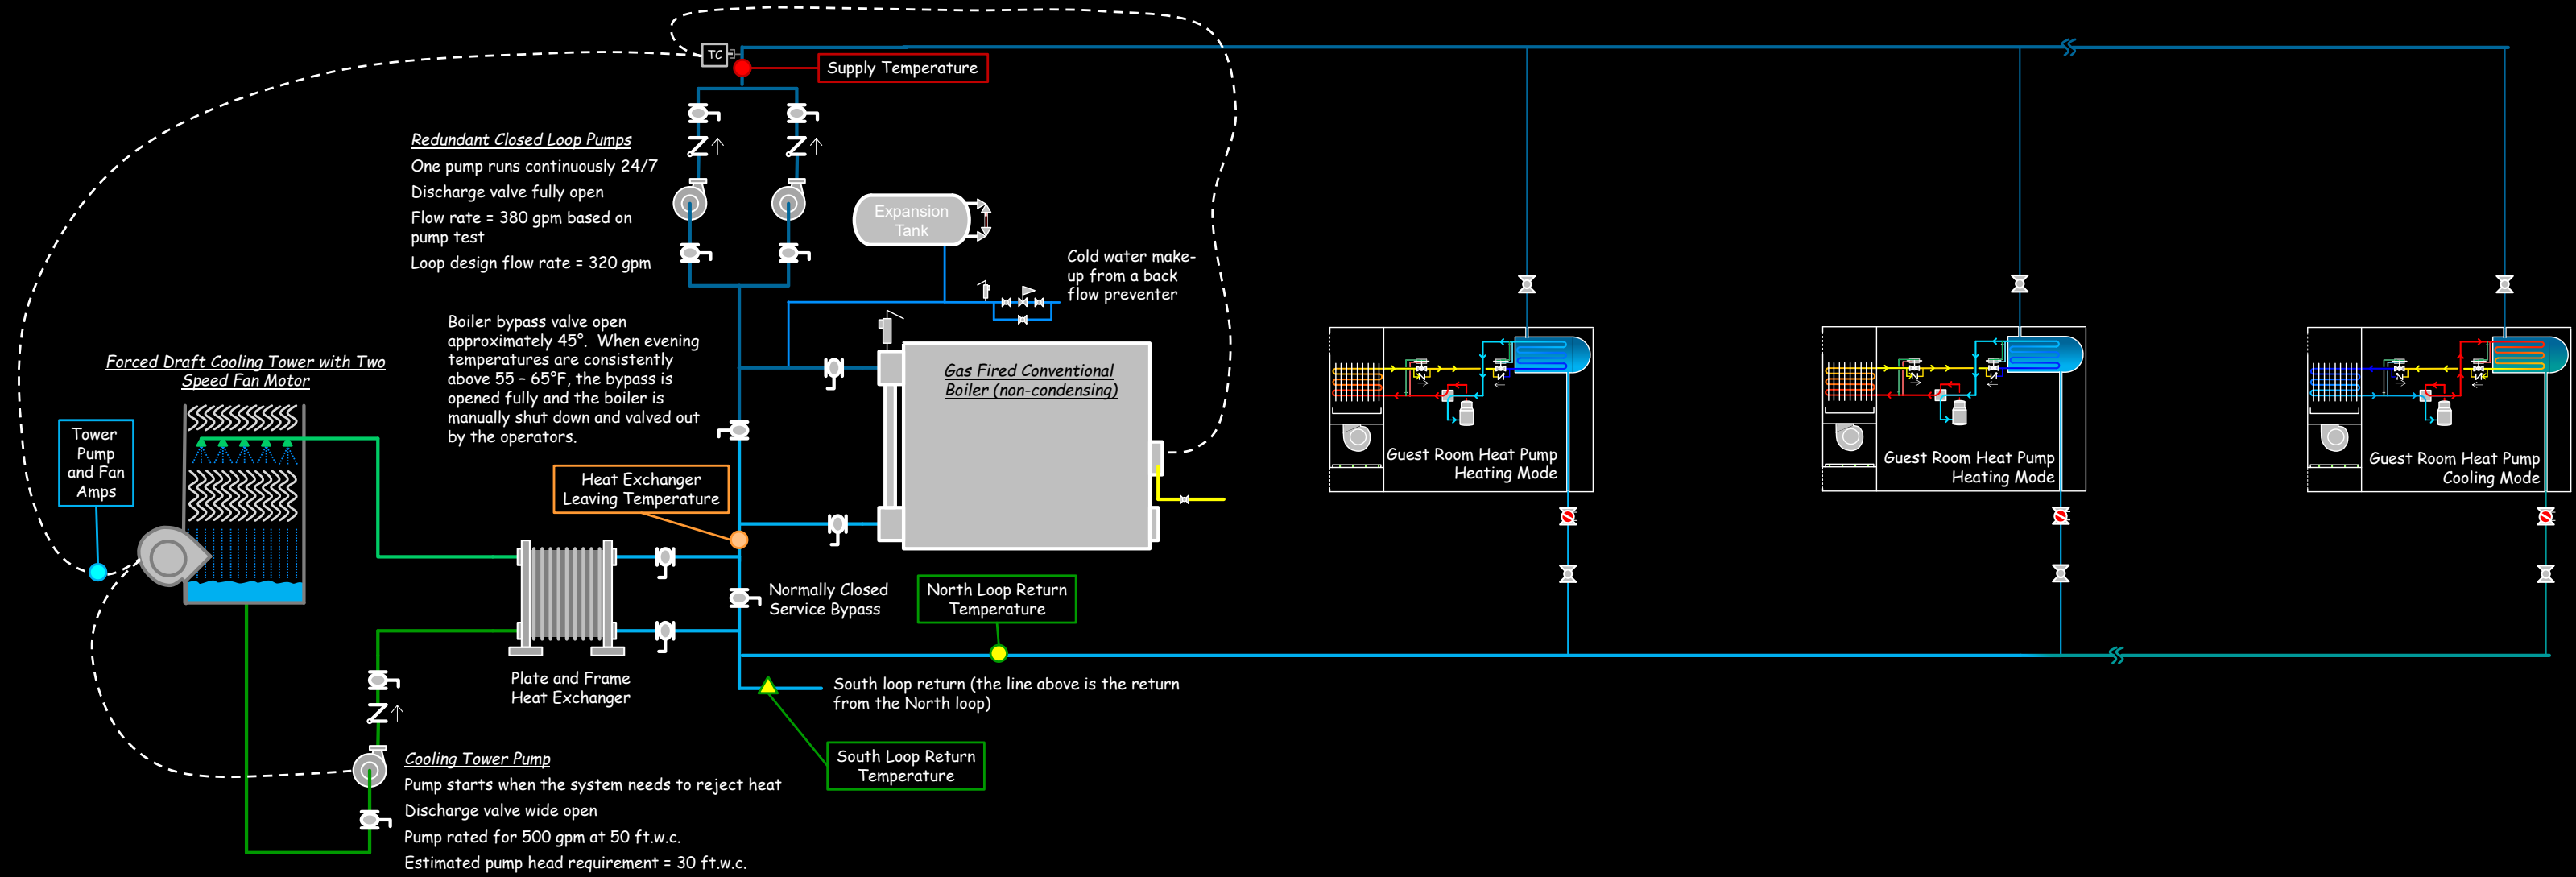 TC
Supply Temperature
Redundant Closed Loop Pumps
One pump runs continuously 24/7
Discharge valve fully open
Flow rate = 380 gpm based on
pump test
Loop design flow rate = 320 gpm
Expansion
Tank
Cold water make-
up from a back
flow preventer
Boiler bypass valve open
approximately 45°. When evening
temperatures are consistently
above 55 - 65°F, the bypass is
opened fully and the boiler is
manually shut down and valved out
by the operators.
Forced Draft Cooling Tower with Two
Speed Fan Motor
Gas Fired Conventional
Boiler (non-condensing)
Tower
Pump
and Fan
Amps
Heat Exchanger
Leaving Temperature
Guest Room Heat Pump
Heating Mode
Guest Room Heat Pump
Heating Mode
Guest Room Heat Pump
Cooling Mode
Normally Closed
Service Bypass
North Loop Return
Temperature
Plate and Frame
Heat Exchanger
South loop return (the line above is the return
from the North loop)
South Loop Return
Temperature
Cooling Tower Pump
Pump starts when the system needs to reject heat
Discharge valve wide open
Pump rated for 500 gpm at 50 ft.w.c.
Estimated pump head requirement = 30 ft.w.c.